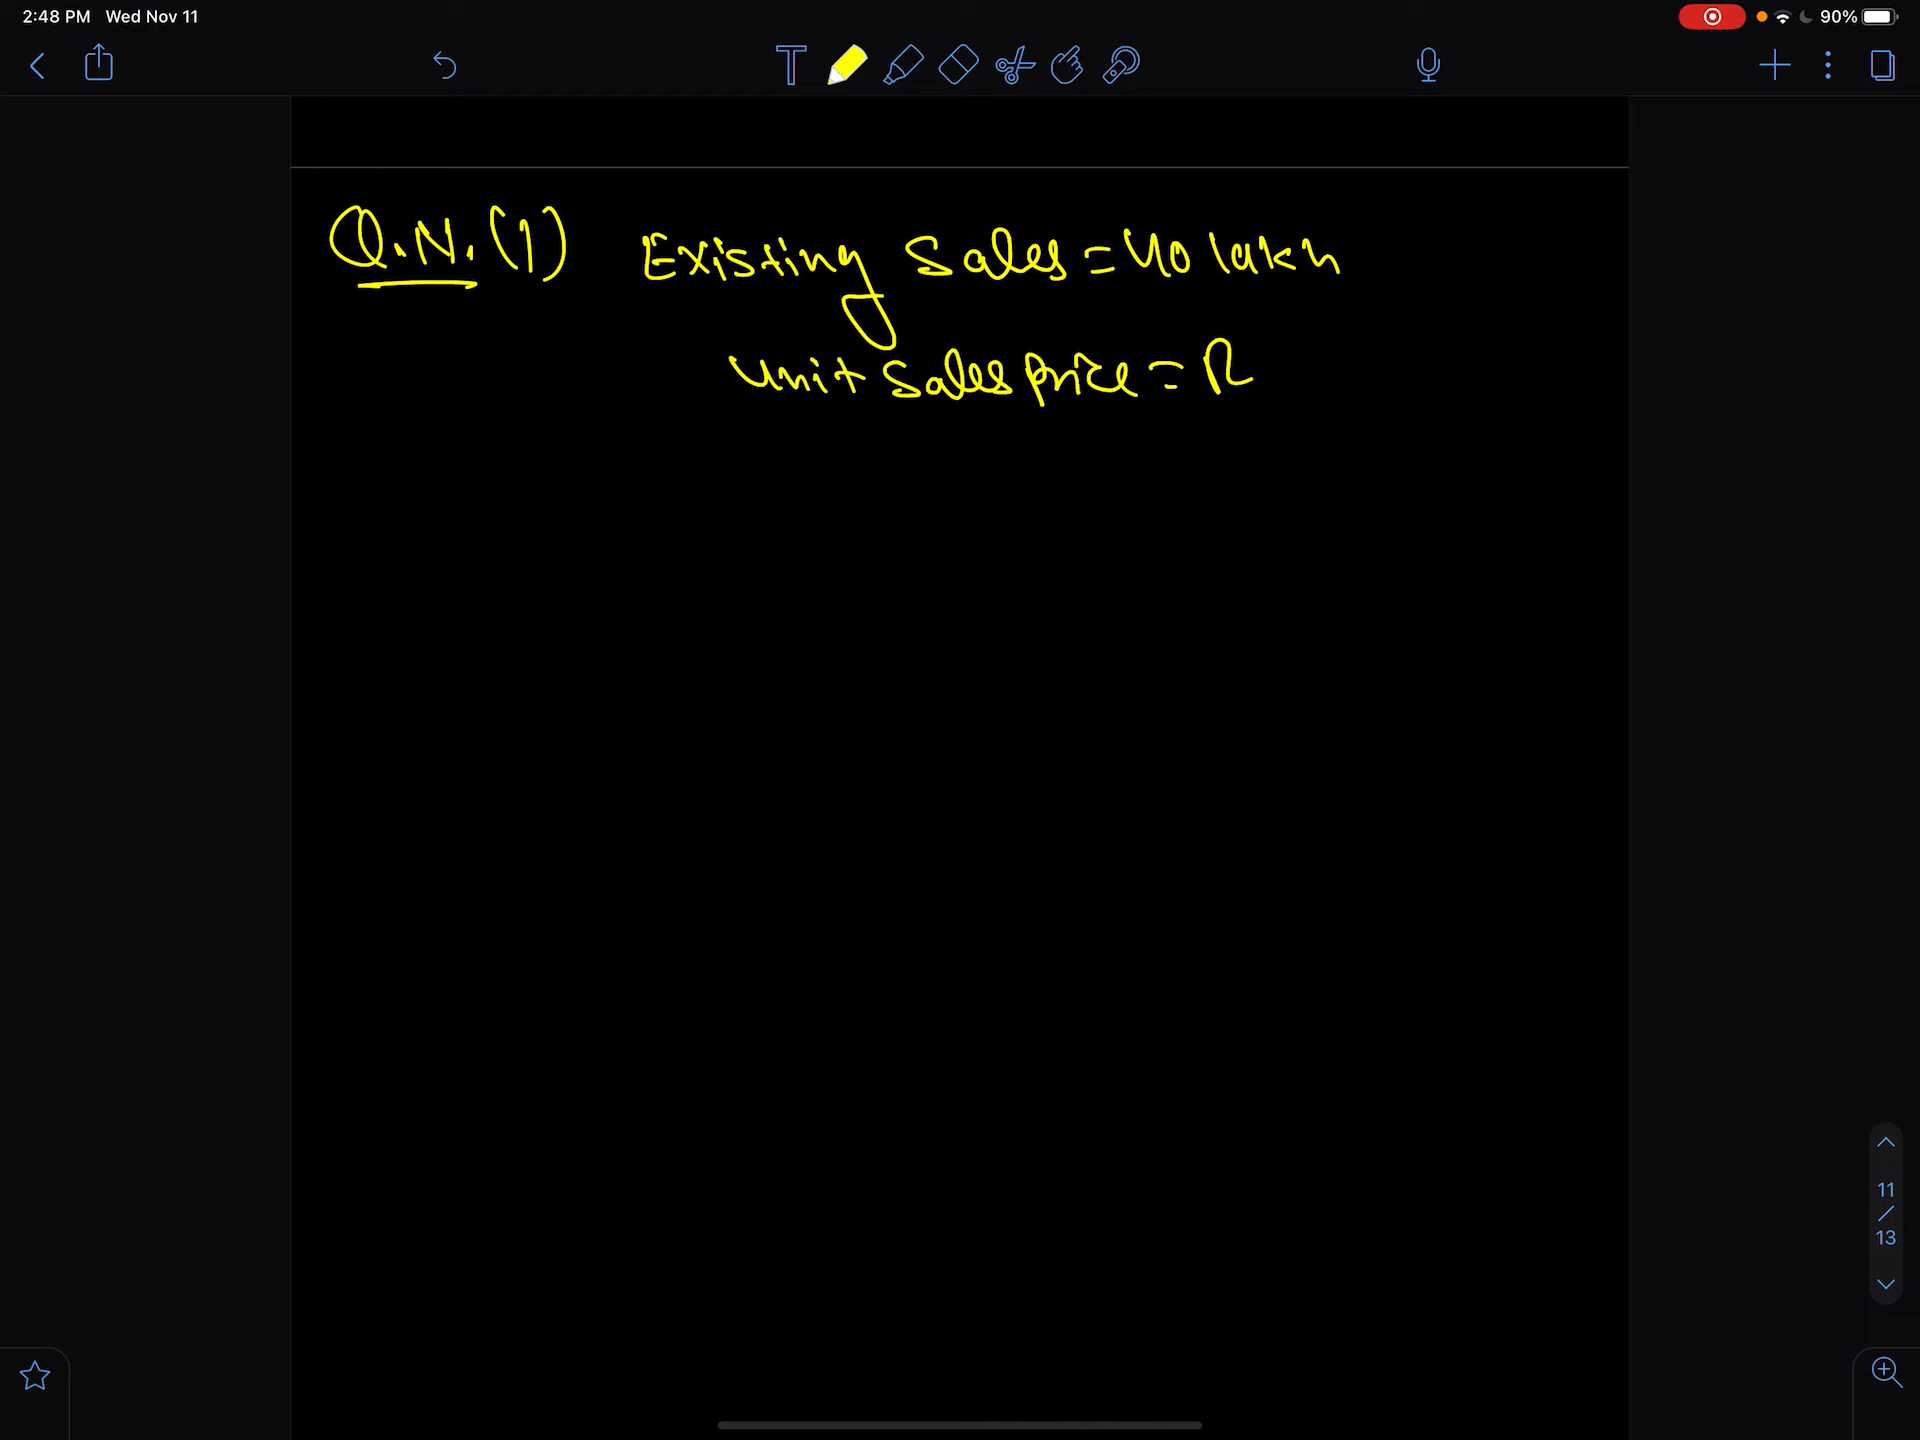 2:48 PM Wed Nov 11
90%
Q.N. (1) Existing Sales = 40 lakh
Unit Sales Price = R
11
/
13